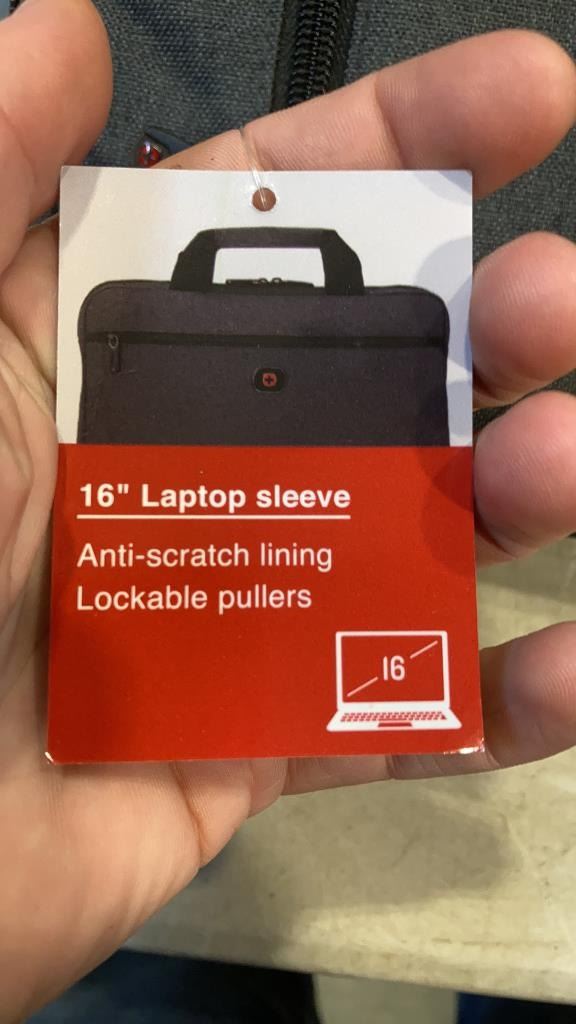 16" Laptop sleeve
Anti-scratch lining
Lockable pullers
16